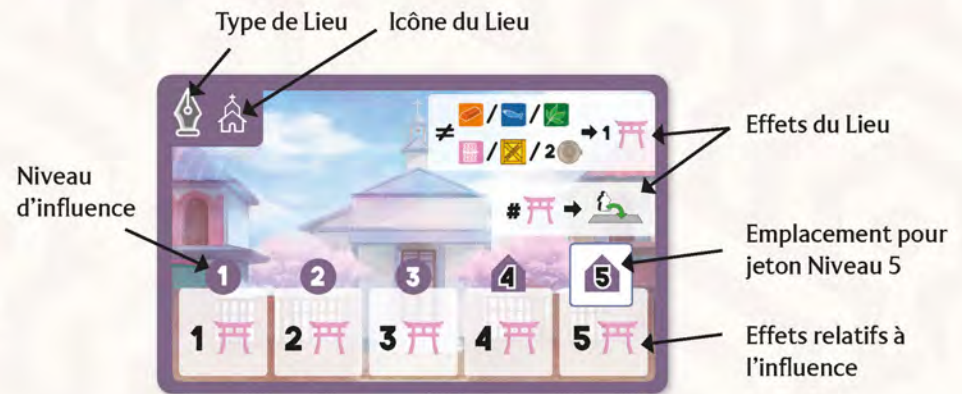 Type de Lieu
Icône du Lieu
≠ / /
/ / 2 → 1
Effets du Lieu
Niveau
d'influence
# →
Emplacement pour
jeton Niveau 5
1 2 3 4 5
1 2 3 4 5
Effets relatifs à
l'influence